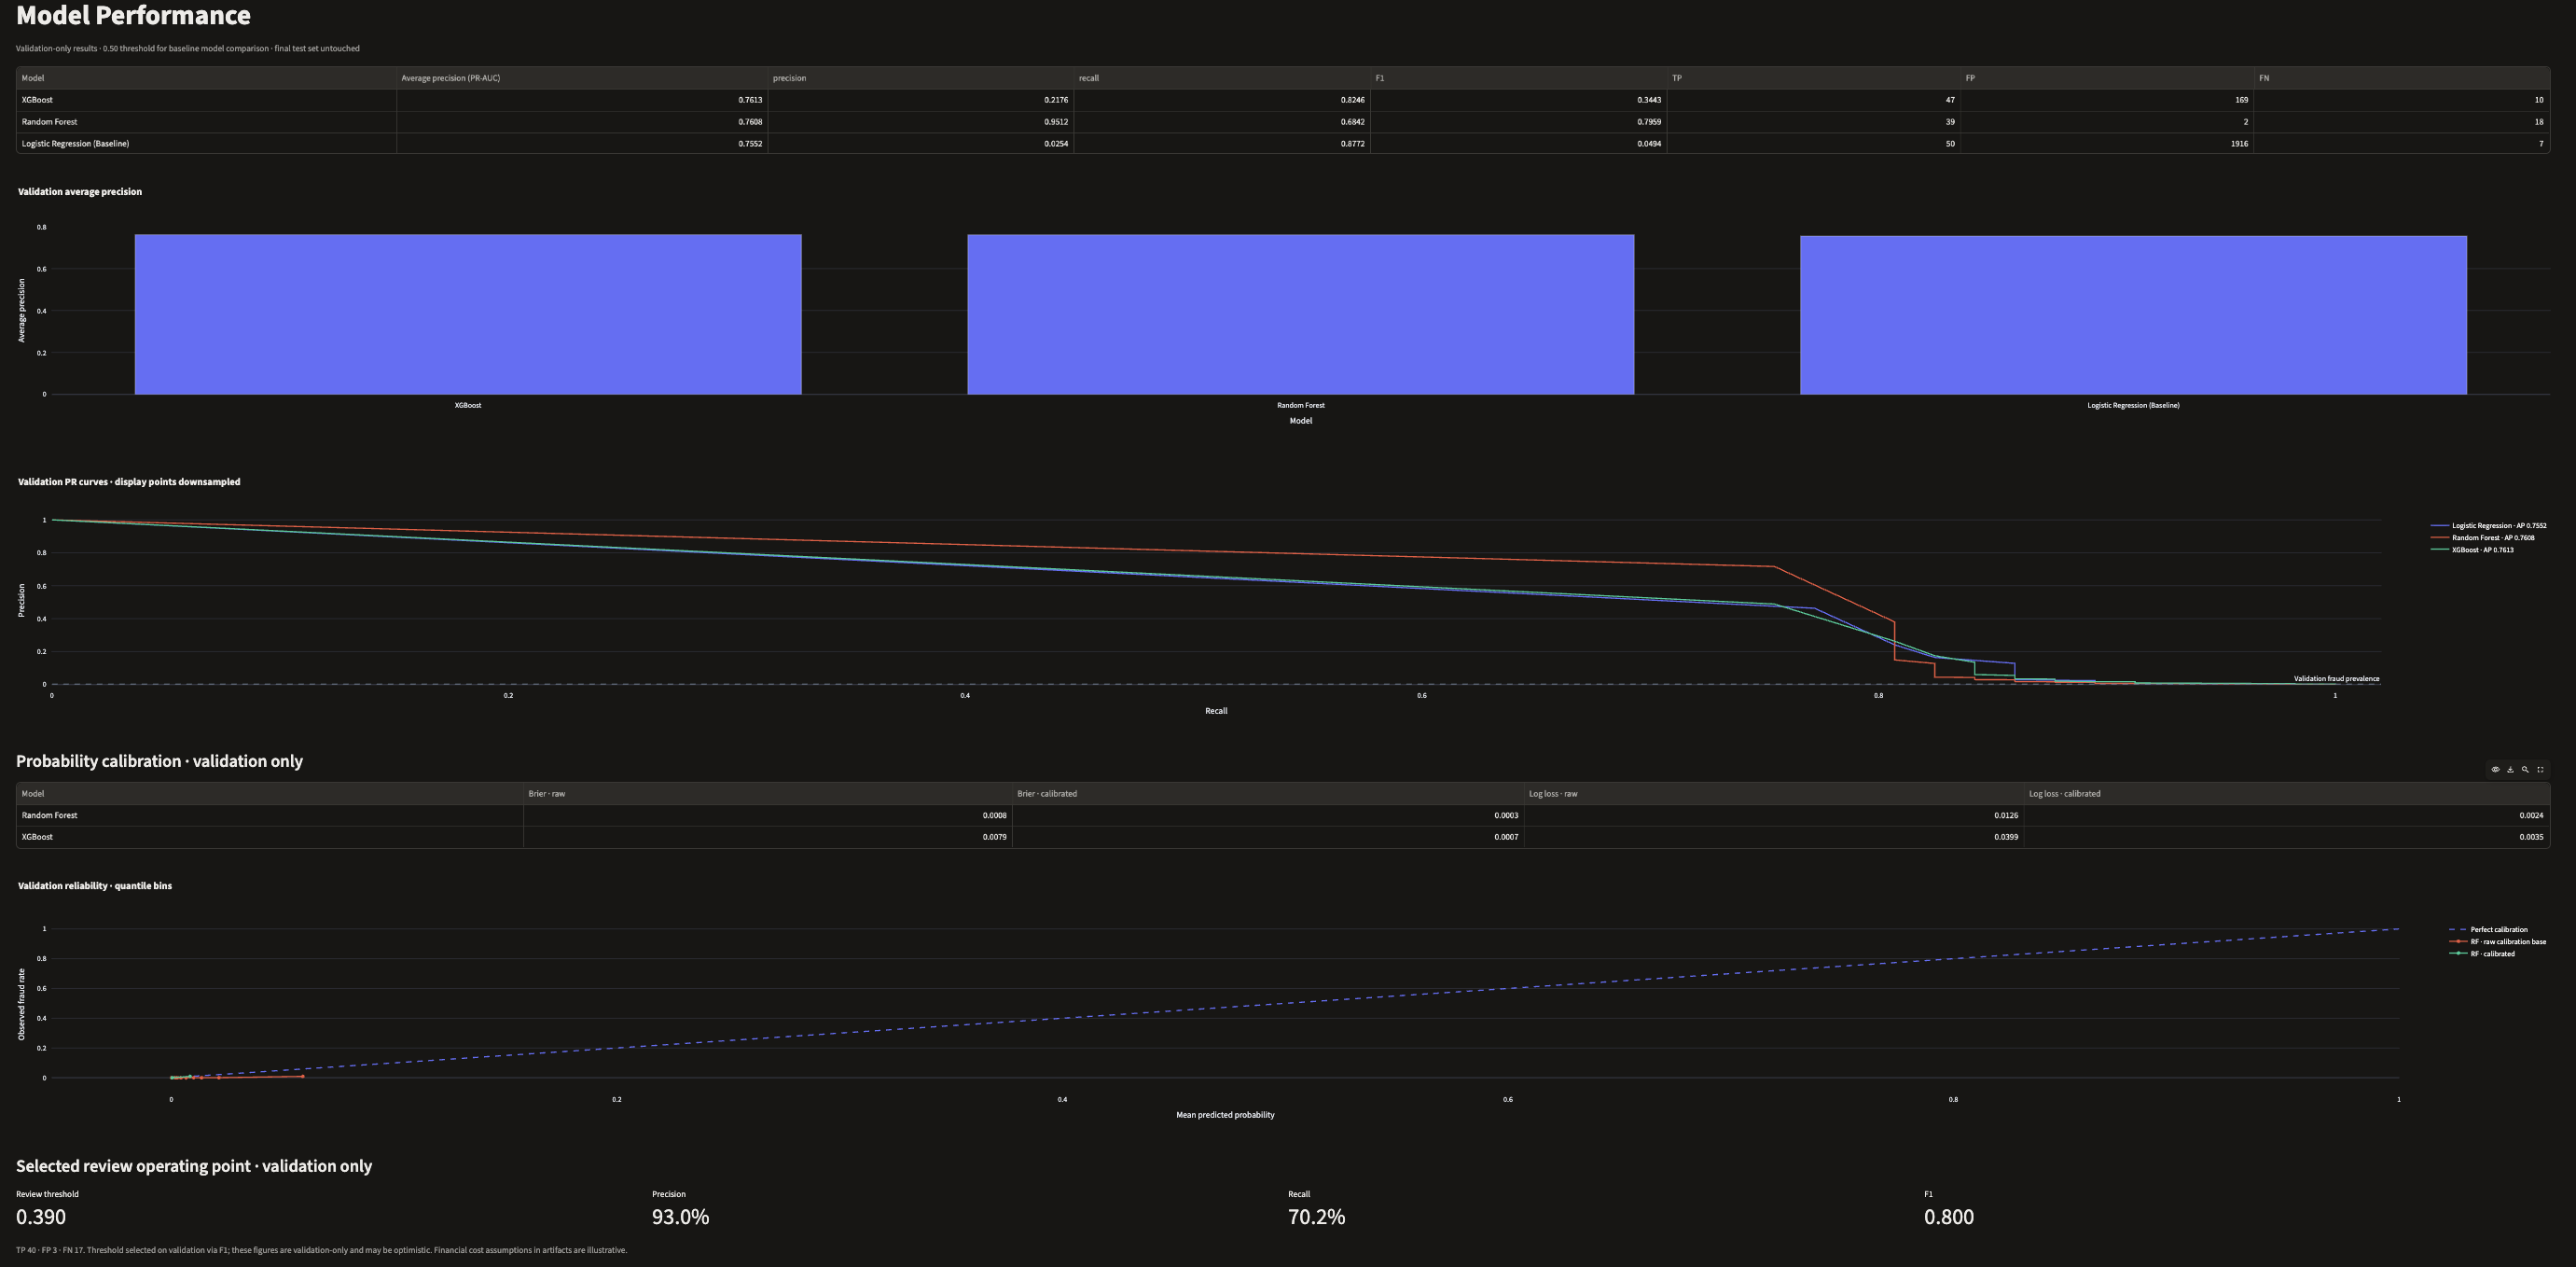 Model Performance
Validation-only results · 0.50 threshold for baseline model comparison · final test set untouched
Model Average precision (PR-AUC) precision recall F1 TP FP FN
XGBoost 0.7613 0.2176 0.8246 0.3443 47 169 10
Random Forest 0.7608 0.9512 0.6842 0.7959 39 2 18
Logistic Regression (Baseline) 0.7552 0.0254 0.8772 0.0494 50 1916 7
Validation average precision
0.8
0.6
0.4
0.2
0
Average precision
XGBoost Random Forest Logistic Regression (Baseline)
Model
Validation PR curves · display points downsampled
1
0.8
0.6
0.4
0.2
0
Precision
Logistic Regression · AP 0.7552
Random Forest · AP 0.7608
XGBoost · AP 0.7613
Validation fraud prevalence
0 0.2 0.4 0.6 0.8 1
Recall
Probability calibration · validation only
Model Brier · raw Brier · calibrated Log loss · raw Log loss · calibrated
Random Forest 0.0008 0.0003 0.0126 0.0024
XGBoost 0.0079 0.0007 0.0399 0.0035
Validation reliability · quantile bins
1
0.8
0.6
0.4
0.2
0
Observed fraud rate
Perfect calibration
RF · raw calibration base
RF · calibrated
0 0.2 0.4 0.6 0.8 1
Mean predicted probability
Selected review operating point · validation only
Review threshold Precision Recall F1
0.390 93.0% 70.2% 0.800
TP 40 · FP 3 · FN 17. Threshold selected on validation via F1; these figures are validation-only and may be optimistic. Financial cost assumptions in artifacts are illustrative.